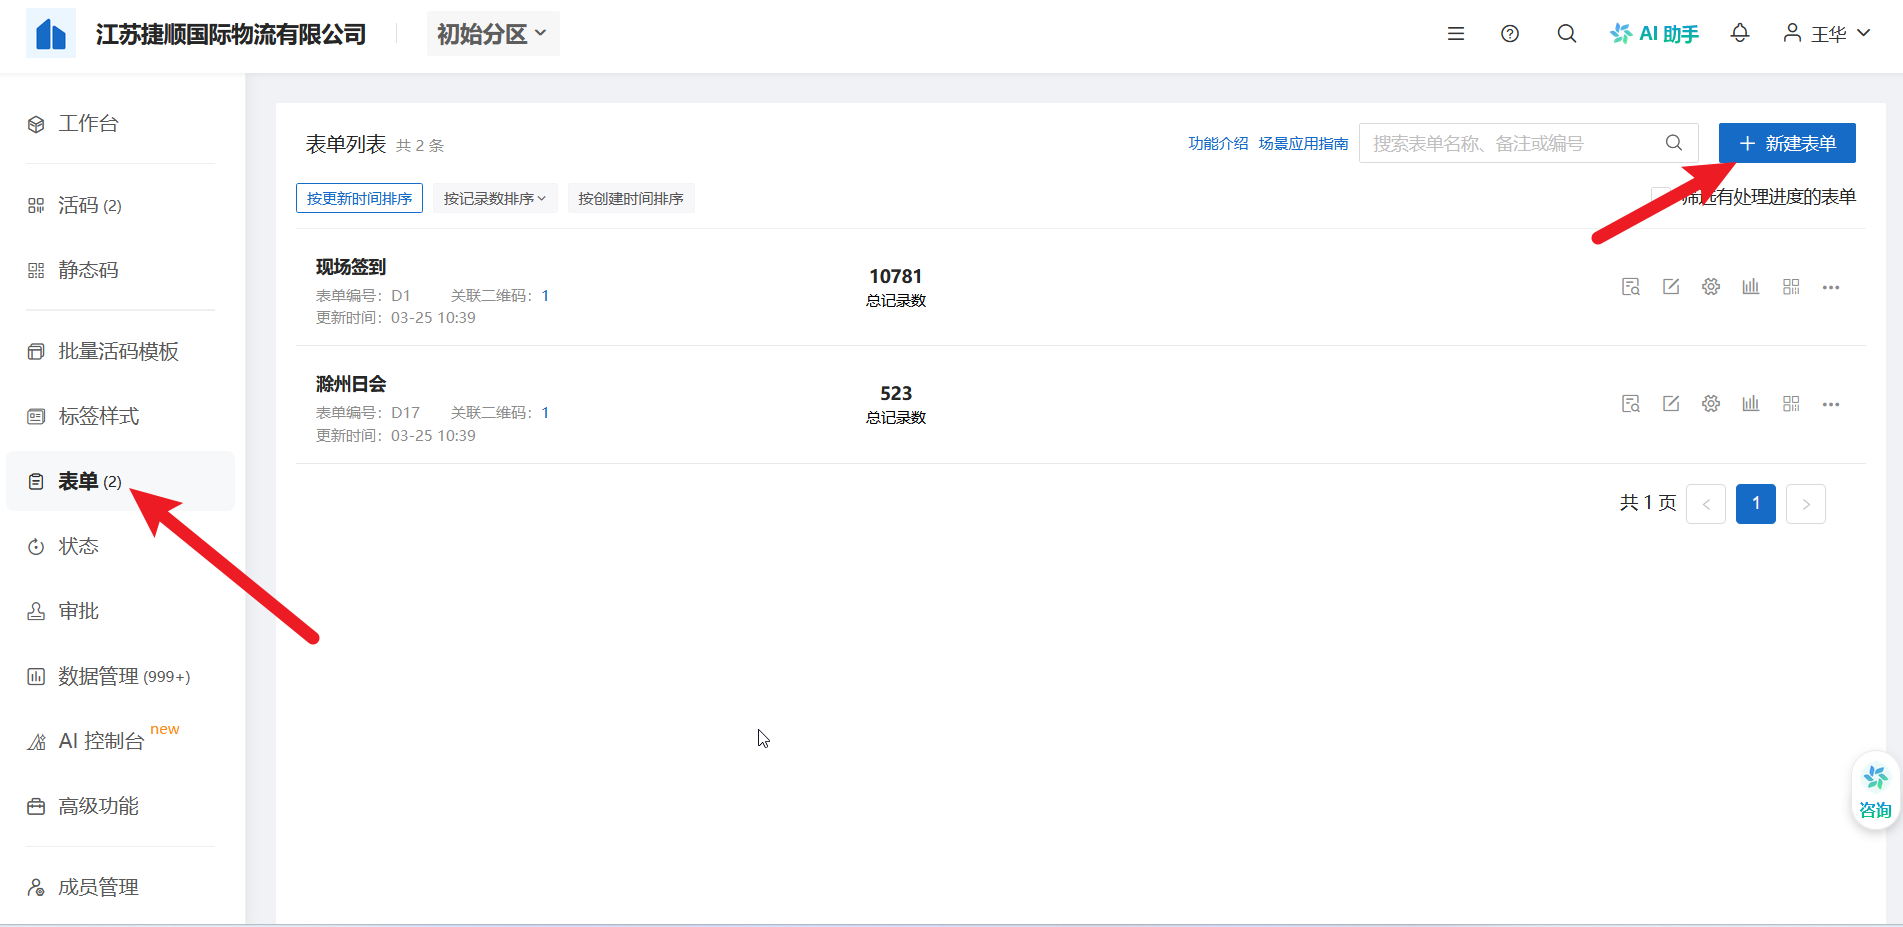 江苏捷顺国际物流有限公司
初始分区
AI 助手
王华
工作台
活码 (2)
静态码
批量活码模板
标签样式
表单 (2)
状态
审批
数据管理 (999+)
AI 控制台 new
高级功能
成员管理
表单列表 共 2 条
功能介绍 场景应用指南
搜索表单名称、备注或编号
新建表单
按更新时间排序
按记录数排序
按创建时间排序
筛选有处理进度的表单
现场签到
表单编号：D1 关联二维码：1
更新时间：03-25 10:39
10781
总记录数
滁州日会
表单编号：D17 关联二维码：1
更新时间：03-25 10:39
523
总记录数
共 1 页 < 1 >
咨询